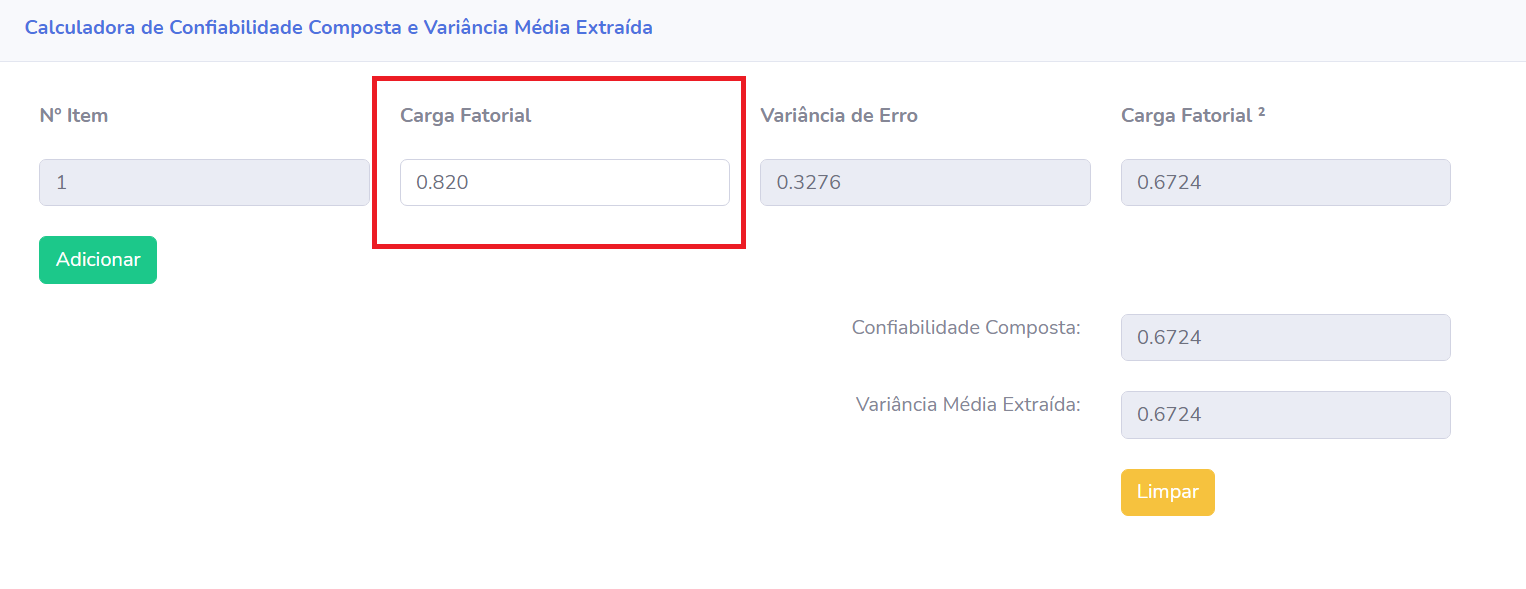 Calculadora de Confiabilidade Composta e Variância Média Extraída
Nº Item Carga Fatorial Variância de Erro Carga Fatorial ²
1 0.820 0.3276 0.6724
Adicionar
Confiabilidade Composta: 0.6724
Variância Média Extraída: 0.6724
Limpar